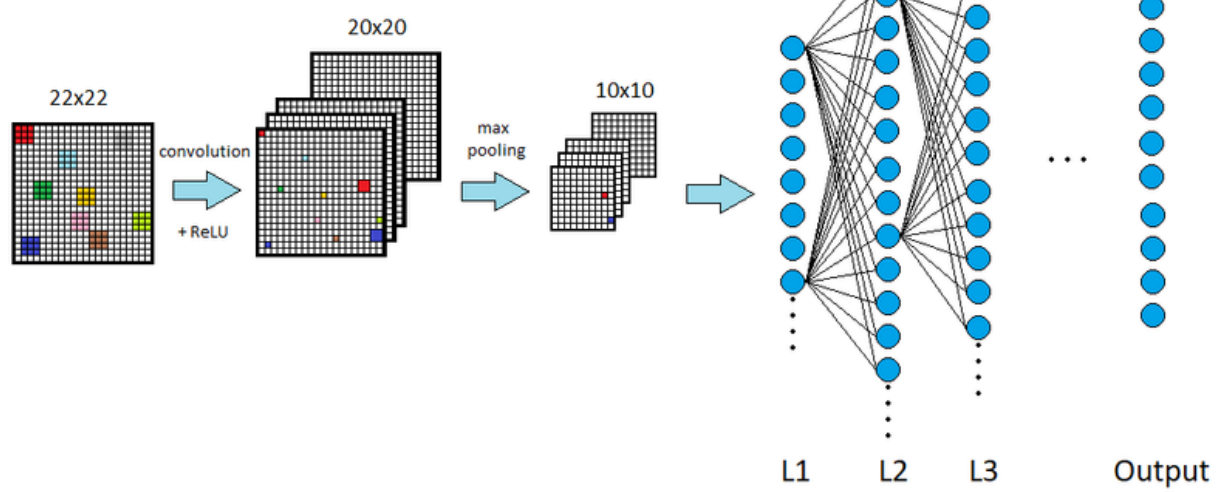 22x22
convolution
+ ReLU
20x20
max
pooling
10x10
L1
L2
L3
Output